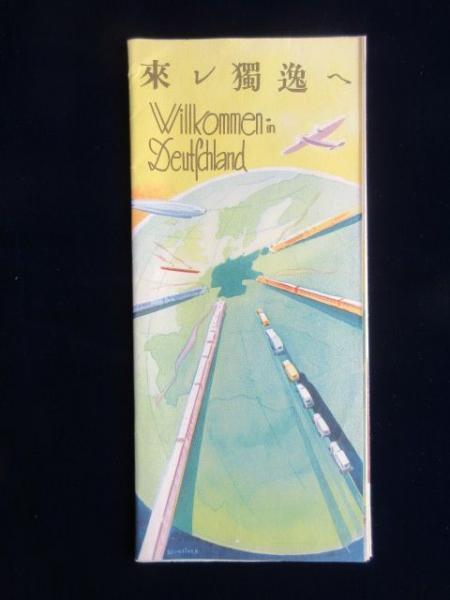 來レ獨逸へ
Willkommen in
Deutſchland